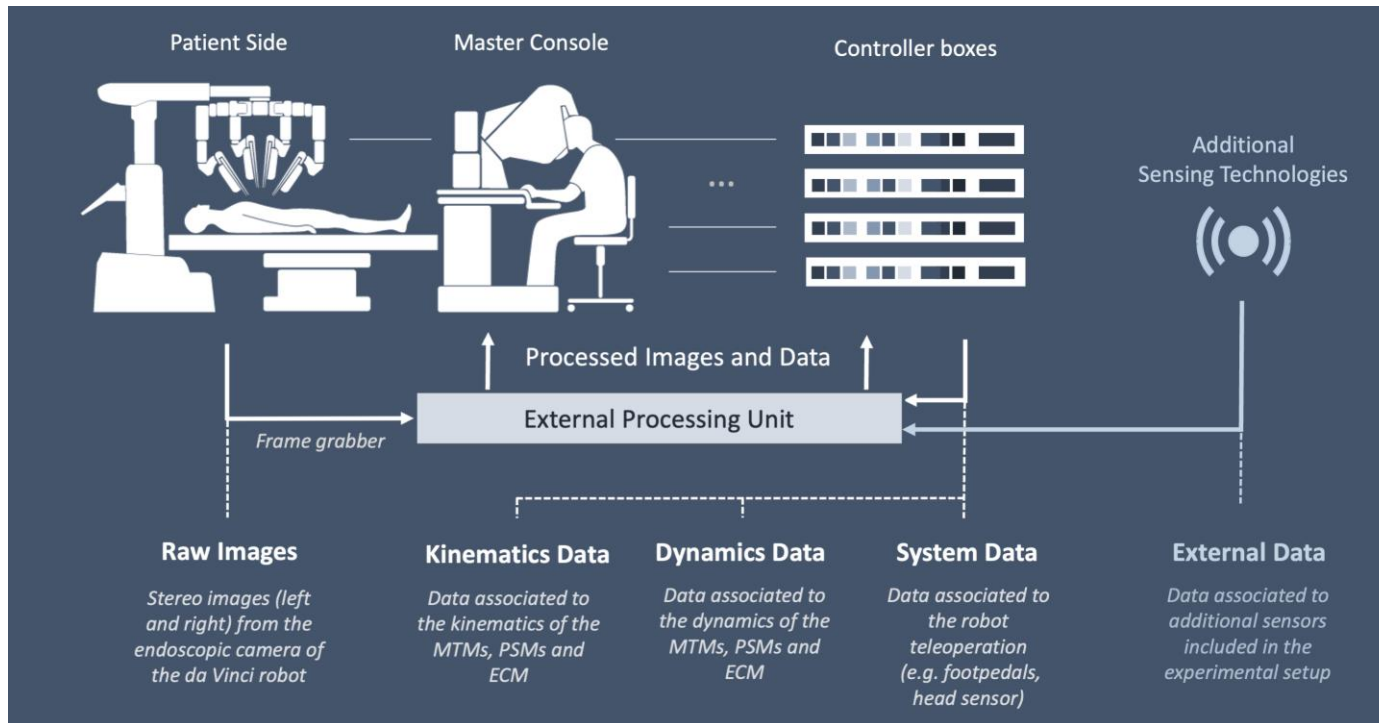 Patient Side
Master Console
Controller boxes
Additional
Sensing Technologies
...
Processed Images and Data
External Processing Unit
Frame grabber
Raw Images
Stereo images (left
and right) from the
endoscopic camera of
the da Vinci robot
Kinematics Data
Data associated to
the kinematics of the
MTMs, PSMs and
ECM
Dynamics Data
Data associated to
the dynamics of the
MTMs, PSMs and
ECM
System Data
Data associated to
the robot
teleoperation
(e.g. footpedals,
head sensor)
External Data
Data associated to
additional sensors
included in the
experimental setup